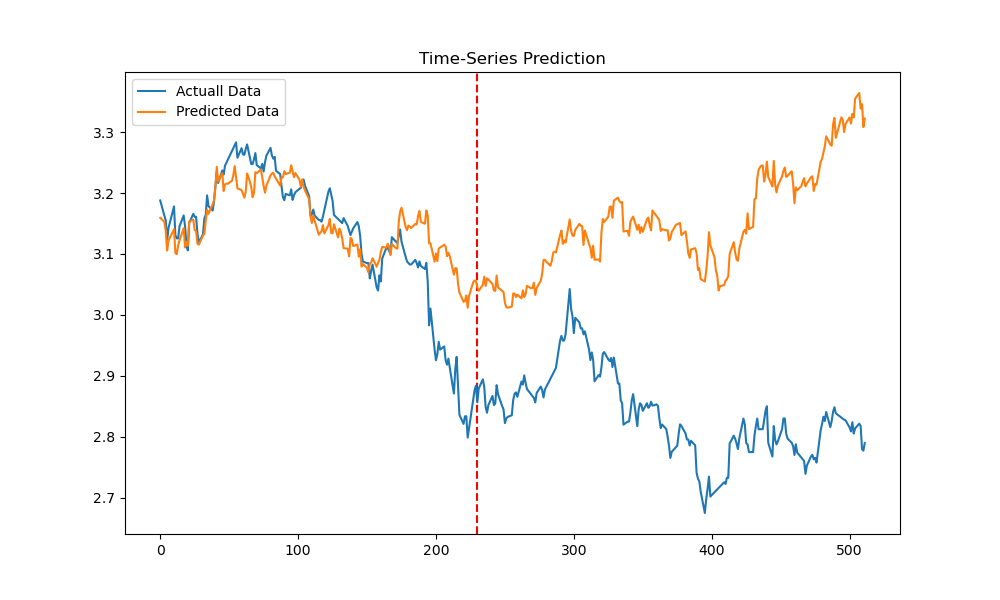 Time-Series Prediction
Actuall Data
Predicted Data
3.3
3.2
3.1
3.0
2.9
2.8
2.7
0 100 200 300 400 500